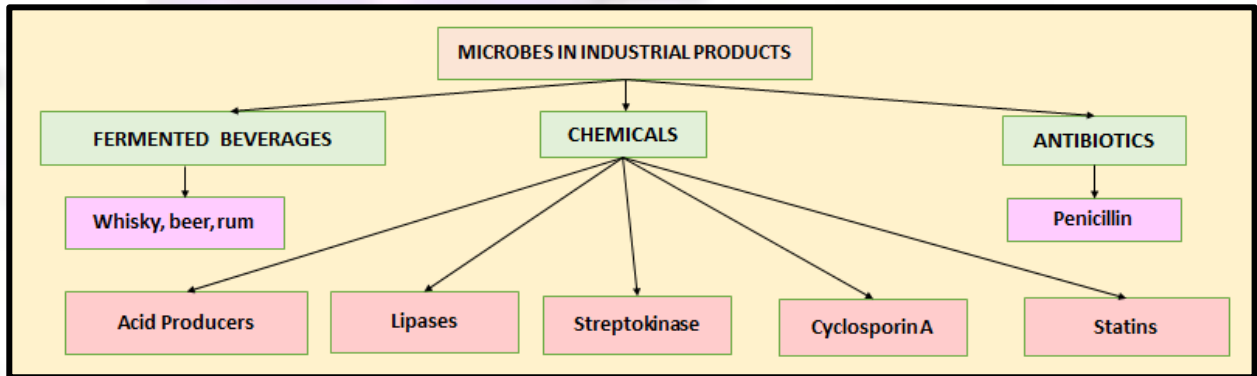 MICROBES IN INDUSTRIAL PRODUCTS
FERMENTED BEVERAGES
CHEMICALS
ANTIBIOTICS
Whisky, beer, rum
Penicillin
Acid Producers
Lipases
Streptokinase
Cyclosporin A
Statins